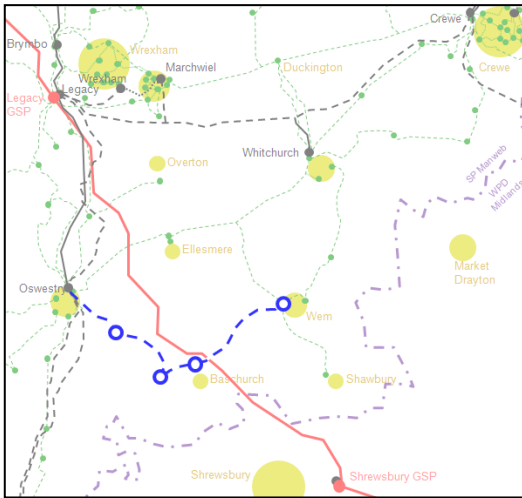 Crewe
Brymbo
Wrexham
Marchwiel
Duckington
Crewe
Wrexham
Legacy
Legacy
GSP
Whitchurch
Overton
SP Manweb
WPD
Midlands
Ellesmere
Market
Drayton
Oswestry
Wem
Baschurch
Shawbury
Shrewsbury
Shrewsbury GSP